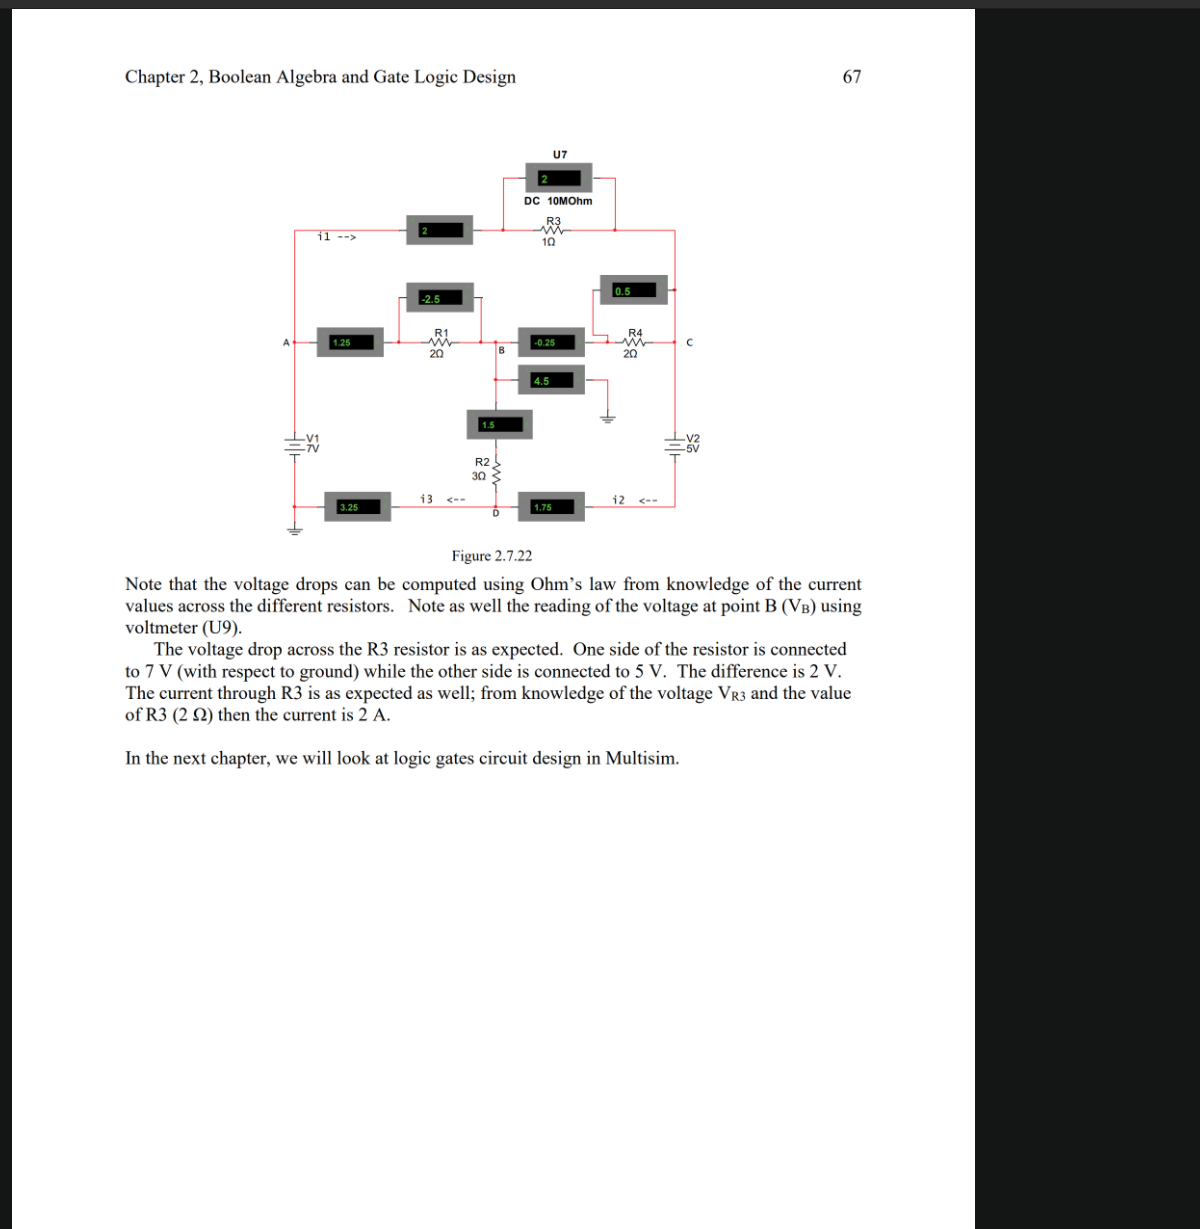 Chapter 2, Boolean Algebra and Gate Logic Design 67
U7
2
DC 10MOhm
R3
1Ω
i1 -->
2
-2.5
0.5
A
1.25
R1
2Ω
B
-0.25
R4
2Ω
C
4.5
1.5
V1
7V
V2
5V
R2
3Ω
3.25
i3 <--
D
1.75
i2 <--
Figure 2.7.22
Note that the voltage drops can be computed using Ohm’s law from knowledge of the current
values across the different resistors. Note as well the reading of the voltage at point B (VB) using
voltmeter (U9).
The voltage drop across the R3 resistor is as expected. One side of the resistor is connected
to 7 V (with respect to ground) while the other side is connected to 5 V. The difference is 2 V.
The current through R3 is as expected as well; from knowledge of the voltage VR3 and the value
of R3 (2 Ω) then the current is 2 A.
In the next chapter, we will look at logic gates circuit design in Multisim.